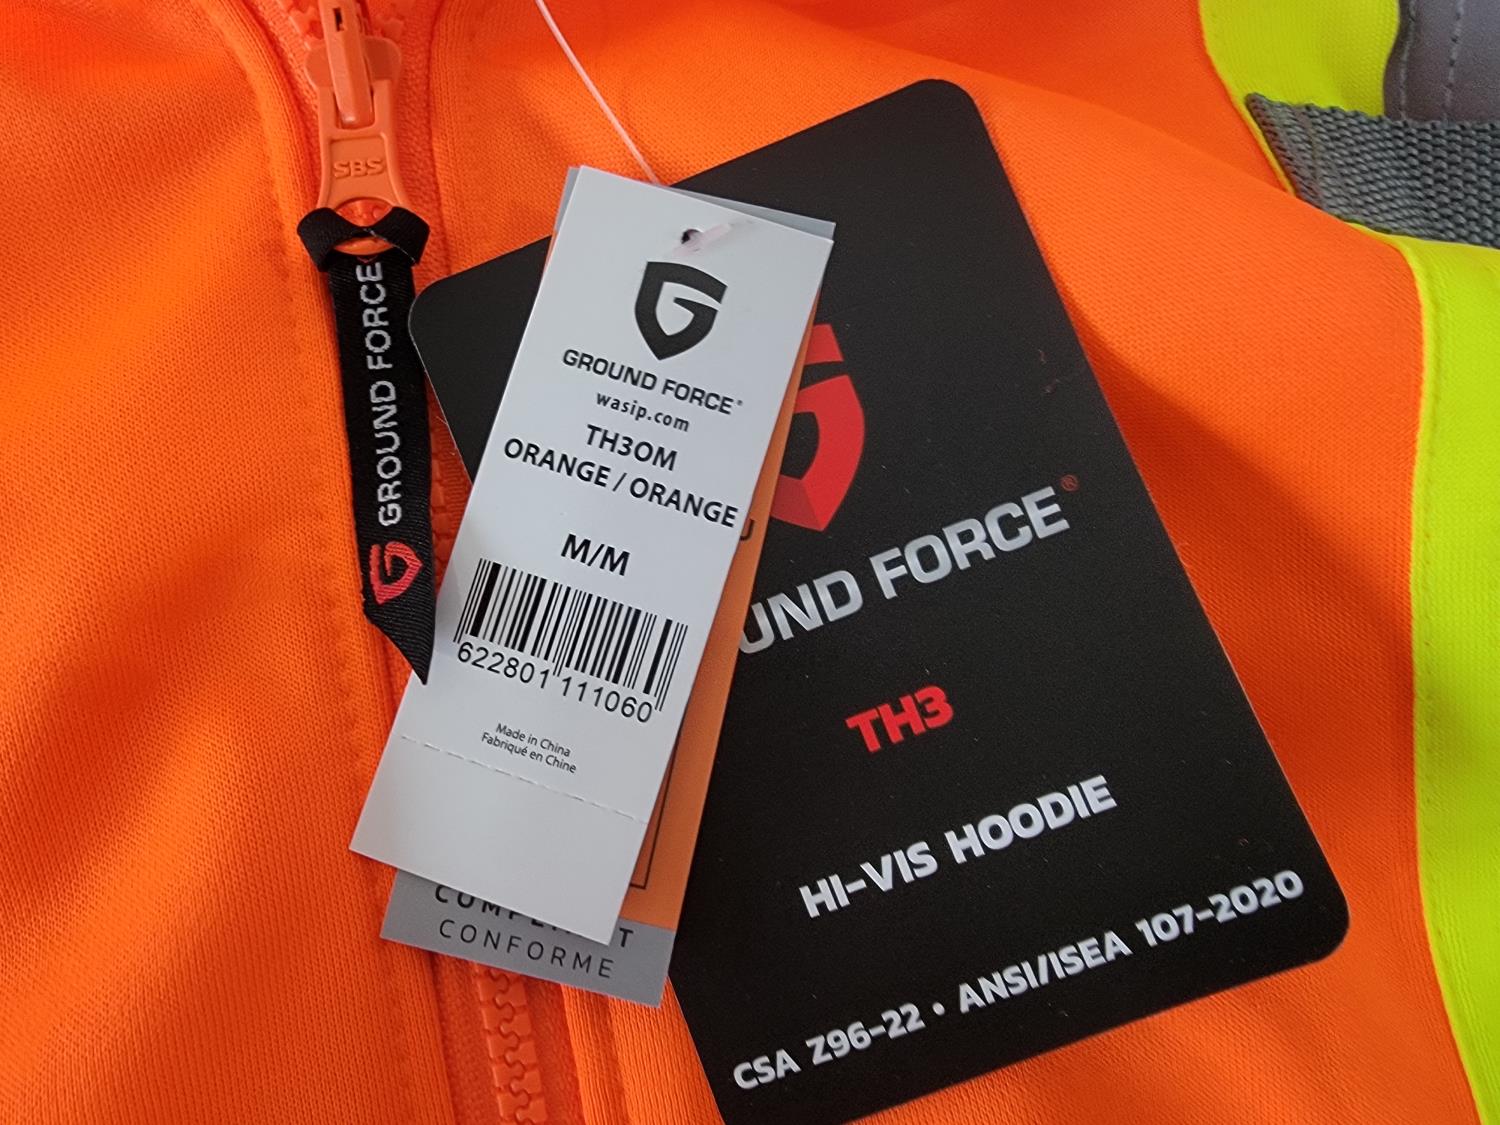 SBS
GROUND FORCE
GROUND FORCE®
wasip.com
TH3OM
ORANGE / ORANGE
M/M
622801 111060
Made in China
Fabriqué en Chine
CONFORME
UND FORCE®
TH3
HI-VIS HOODIE
CSA Z96-22 • ANSI/ISEA 107-2020